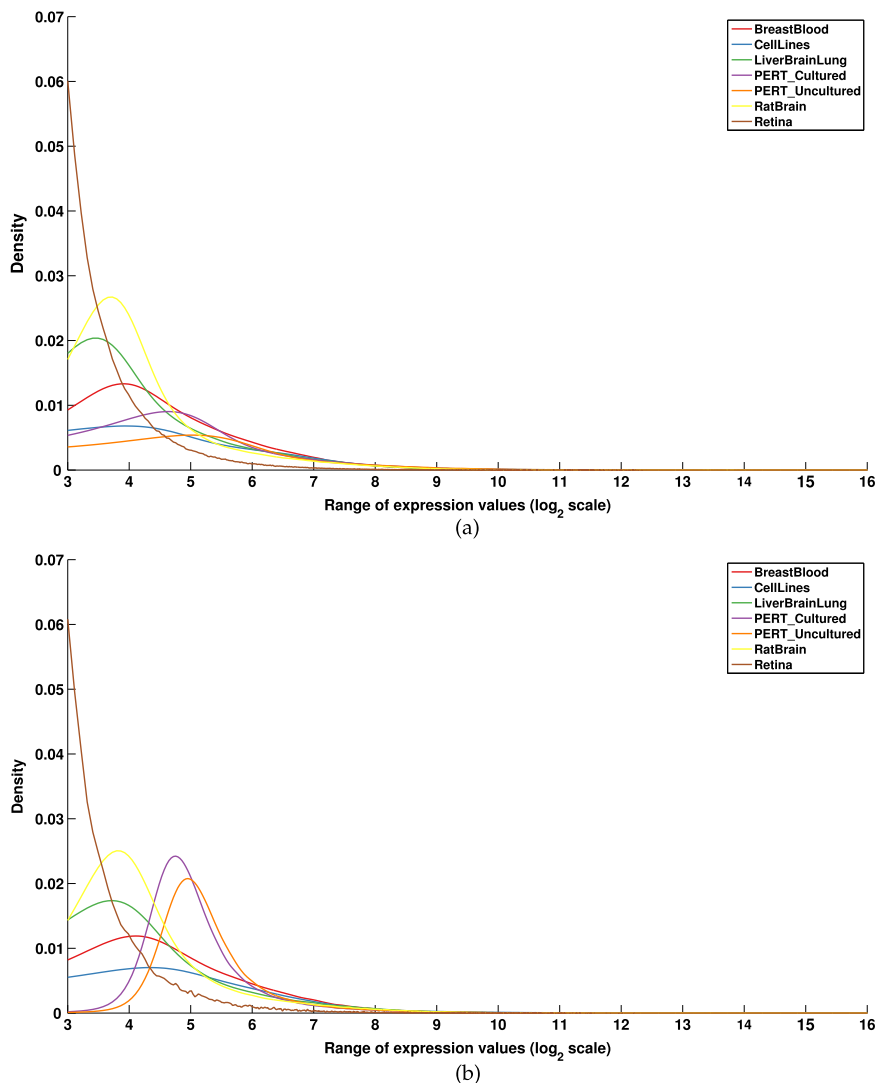 0.07
0.06
0.05
0.04
0.03
0.02
0.01
0
Density
BreastBlood
CellLines
LiverBrainLung
PERT_Cultured
PERT_Uncultured
RatBrain
Retina
3 4 5 6 7 8 9 10 11 12 13 14 15 16
Range of expression values (log2 scale)
(a)
0.07
0.06
0.05
0.04
0.03
0.02
0.01
0
Density
BreastBlood
CellLines
LiverBrainLung
PERT_Cultured
PERT_Uncultured
RatBrain
Retina
3 4 5 6 7 8 9 10 11 12 13 14 15 16
Range of expression values (log2 scale)
(b)